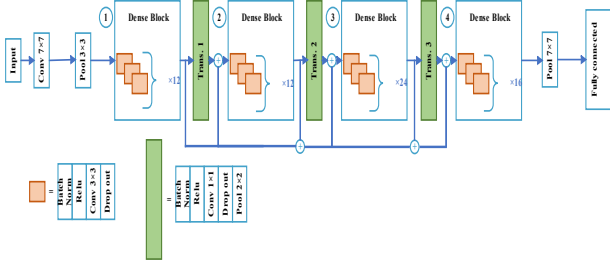 1
Dense Block
2
Dense Block
3
Dense Block
4
Dense Block
Input
Conv 7×7
Pool 3×3
×12
Trans. 1
+
×12
Trans. 2
+
×24
Trans. 3
+
×16
Pool 7×7
Fully connected
+
+
=
Batch
Norm
Relu
Conv 3×3
Drop out
=
Batch
Norm
Relu
Conv 1×1
Drop out
Pool 2×2